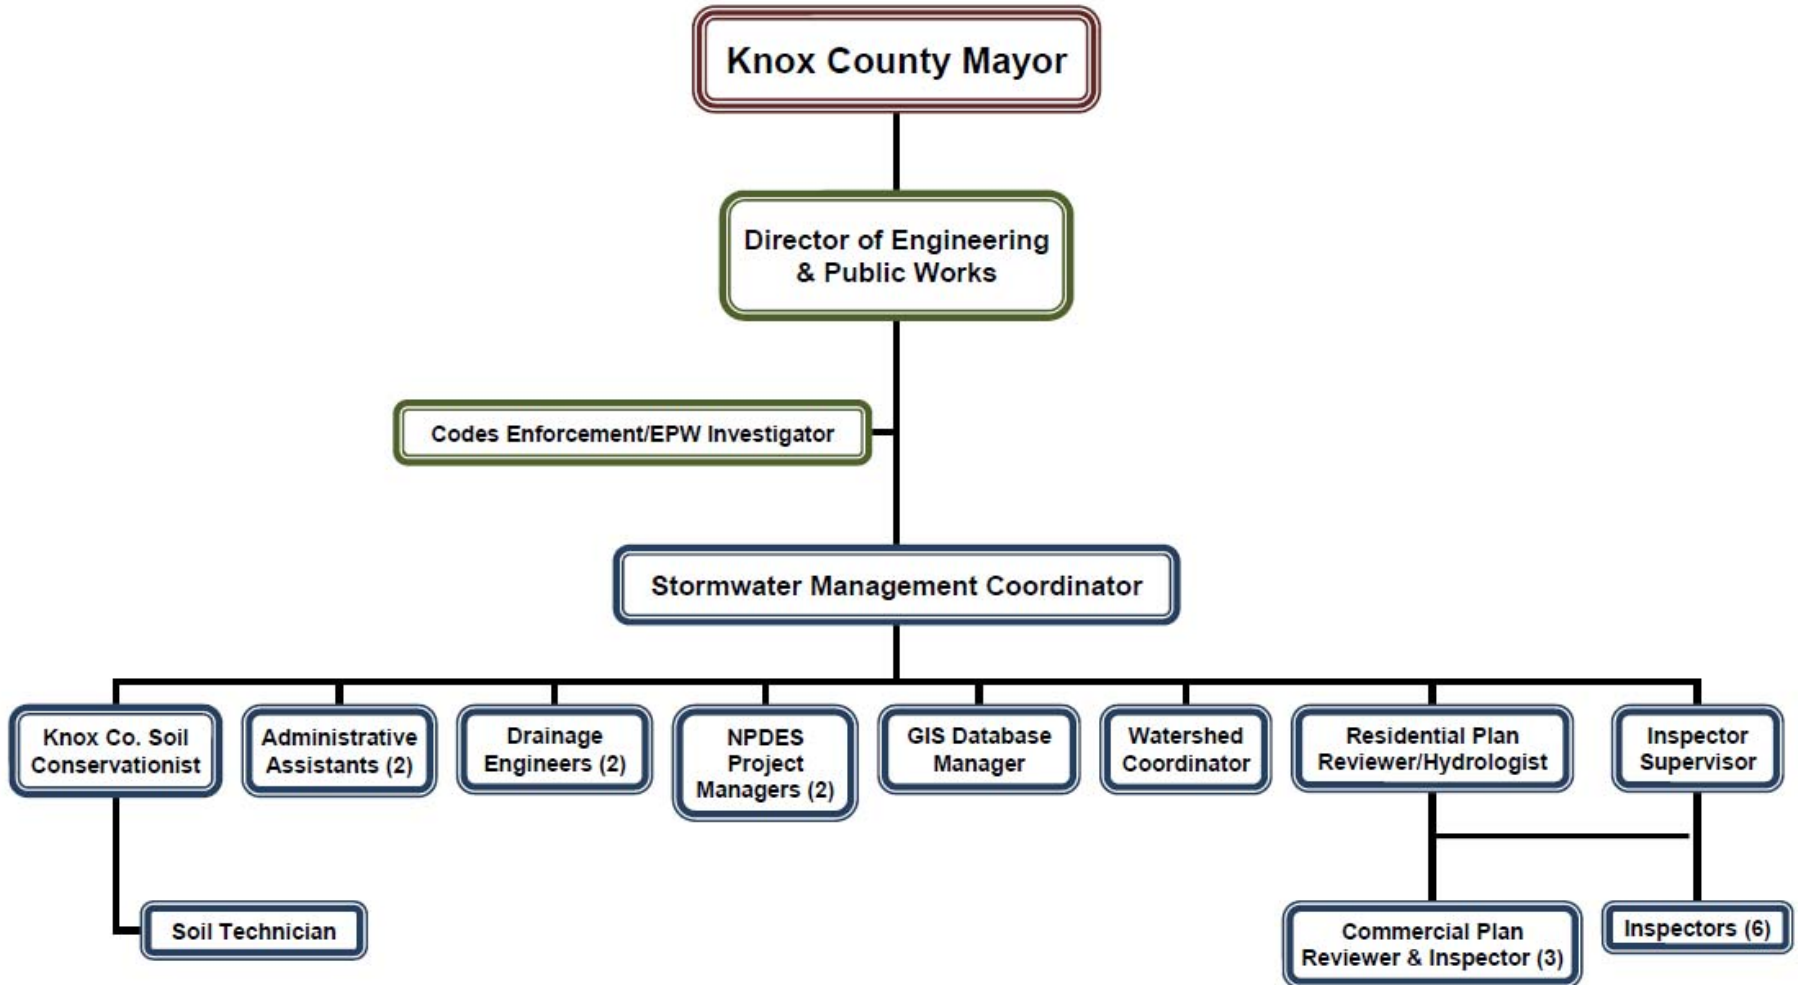 Knox County Mayor
Director of Engineering
& Public Works
Codes Enforcement/EPW Investigator
Stormwater Management Coordinator
Knox Co. Soil
Conservationist
Administrative
Assistants (2)
Drainage
Engineers (2)
NPDES
Project
Managers (2)
GIS Database
Manager
Watershed
Coordinator
Residential Plan
Reviewer/Hydrologist
Inspector
Supervisor
Soil Technician
Commercial Plan
Reviewer & Inspector (3)
Inspectors (6)